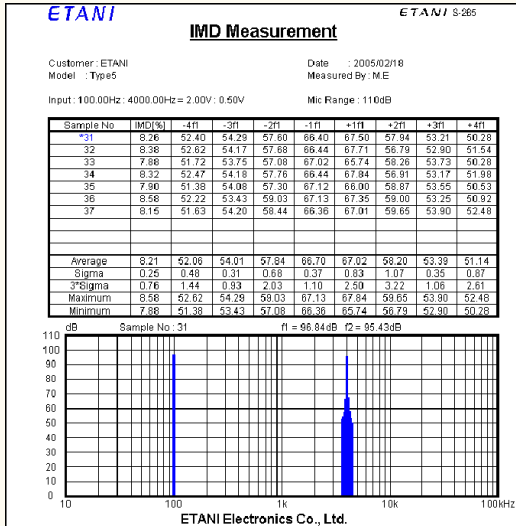 ETANI ETANI S-2B5
IMD Measurement
Customer : ETANI Date : 2005/02/18
Model : Type5 Measured By : M.E
Input : 100.00Hz : 4000.00Hz = 2.00V : 0.50V Mic Range : 110dB
Sample No IMD[%] -4f1 -3f1 -2f1 -1f1 +1f1 +2f1 +3f1 +4f1
*31 8.26 52.40 54.29 57.60 66.40 67.50 57.94 53.21 50.28
32 8.38 52.62 54.17 57.68 66.44 67.71 56.79 52.90 51.54
33 7.88 51.72 53.75 57.08 67.02 65.74 58.26 53.73 50.28
34 8.32 52.47 54.18 57.76 66.44 67.84 56.91 53.17 51.98
35 7.90 51.38 54.08 57.30 67.12 66.00 58.87 53.55 50.53
36 8.58 52.22 53.43 59.03 67.13 67.35 59.00 53.25 50.92
37 8.15 51.63 54.20 58.44 66.36 67.01 59.65 53.90 52.48
Average 8.21 52.06 54.01 57.84 66.70 67.02 58.20 53.39 51.14
Sigma 0.25 0.48 0.31 0.68 0.37 0.83 1.07 0.35 0.87
3*Sigma 0.76 1.44 0.93 2.03 1.10 2.50 3.22 1.06 2.61
Maximum 8.58 52.62 54.29 59.03 67.13 67.84 59.65 53.90 52.48
Minimum 7.88 51.38 53.43 57.08 66.36 65.74 56.79 52.90 50.28
dB Sample No : 31 f1 = 96.84dB f2 = 95.43dB
110
100
90
80
70
60
50
40
30
20
10
0
10 100 1k 10k 100kHz
ETANI Electronics Co., Ltd.